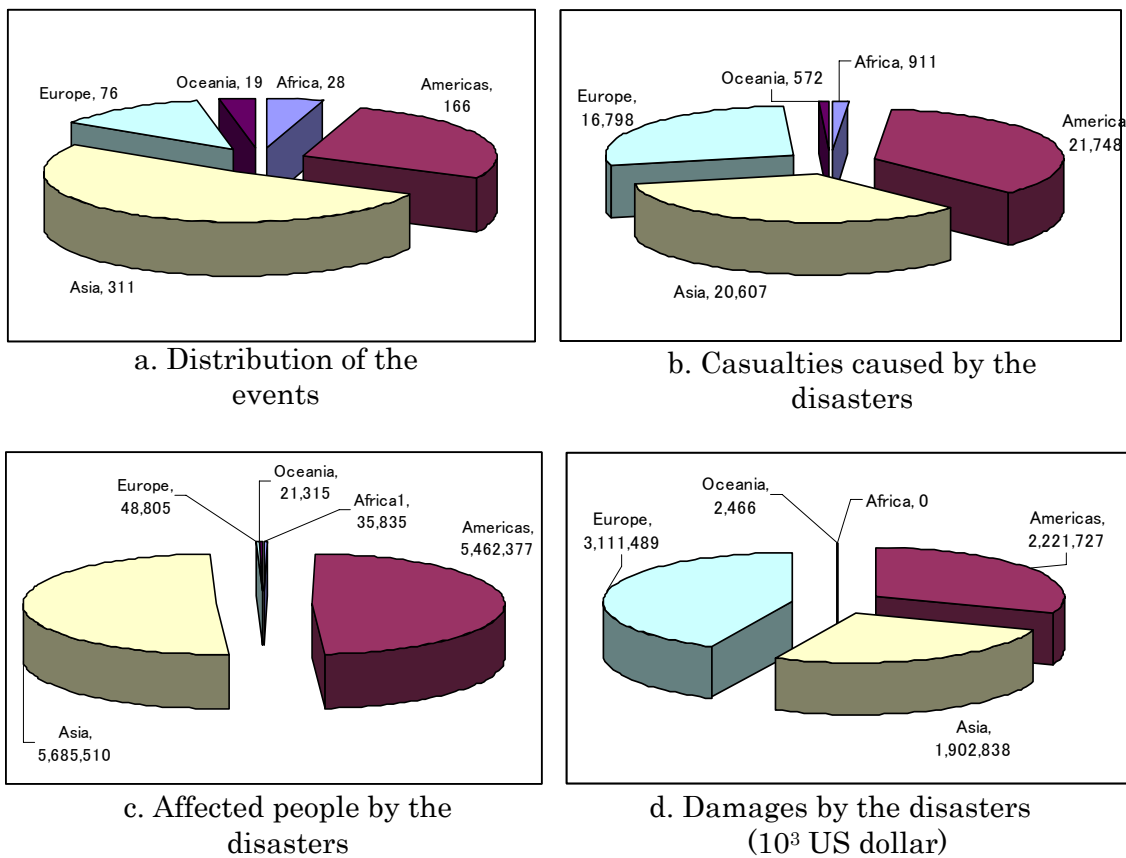 Oceania, 19
Africa, 28
Americas,
166
Europe, 76
Asia, 311
a. Distribution of the
events
Africa, 911
Oceania, 572
Europe,
16,798
America
21,748
Asia, 20,607
b. Casualties caused by the
disasters
Oceania,
21,315
Europe,
48,805
Africa1,
35,835
Americas,
5,462,377
Asia,
5,685,510
c. Affected people by the
disasters
Oceania,
2,466
Africa, 0
Europe,
3,111,489
Americas,
2,221,727
Asia,
1,902,838
d. Damages by the disasters
(10³ US dollar)